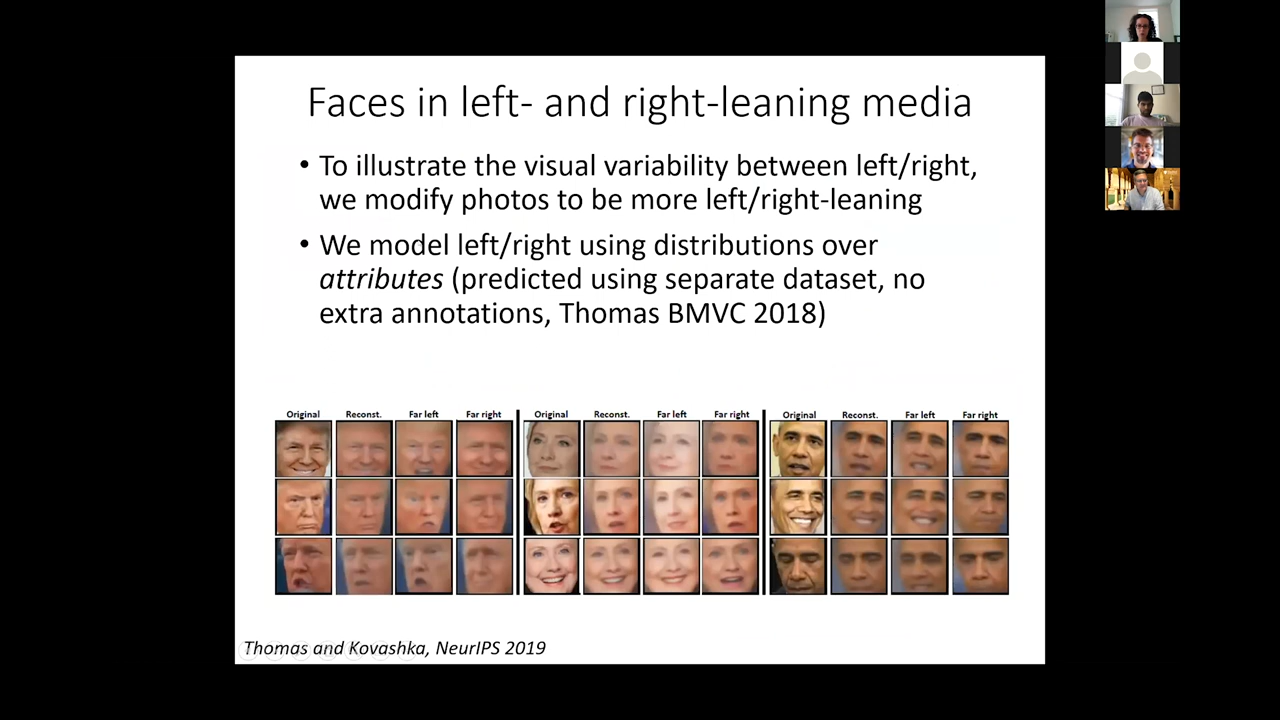 Faces in left- and right-leaning media
• To illustrate the visual variability between left/right,
we modify photos to be more left/right-leaning
• We model left/right using distributions over
attributes (predicted using separate dataset, no
extra annotations, Thomas BMVC 2018)
Original Reconst. Far left Far right Original Reconst. Far left Far right Original Reconst. Far left Far right
Thomas and Kovashka, NeurIPS 2019